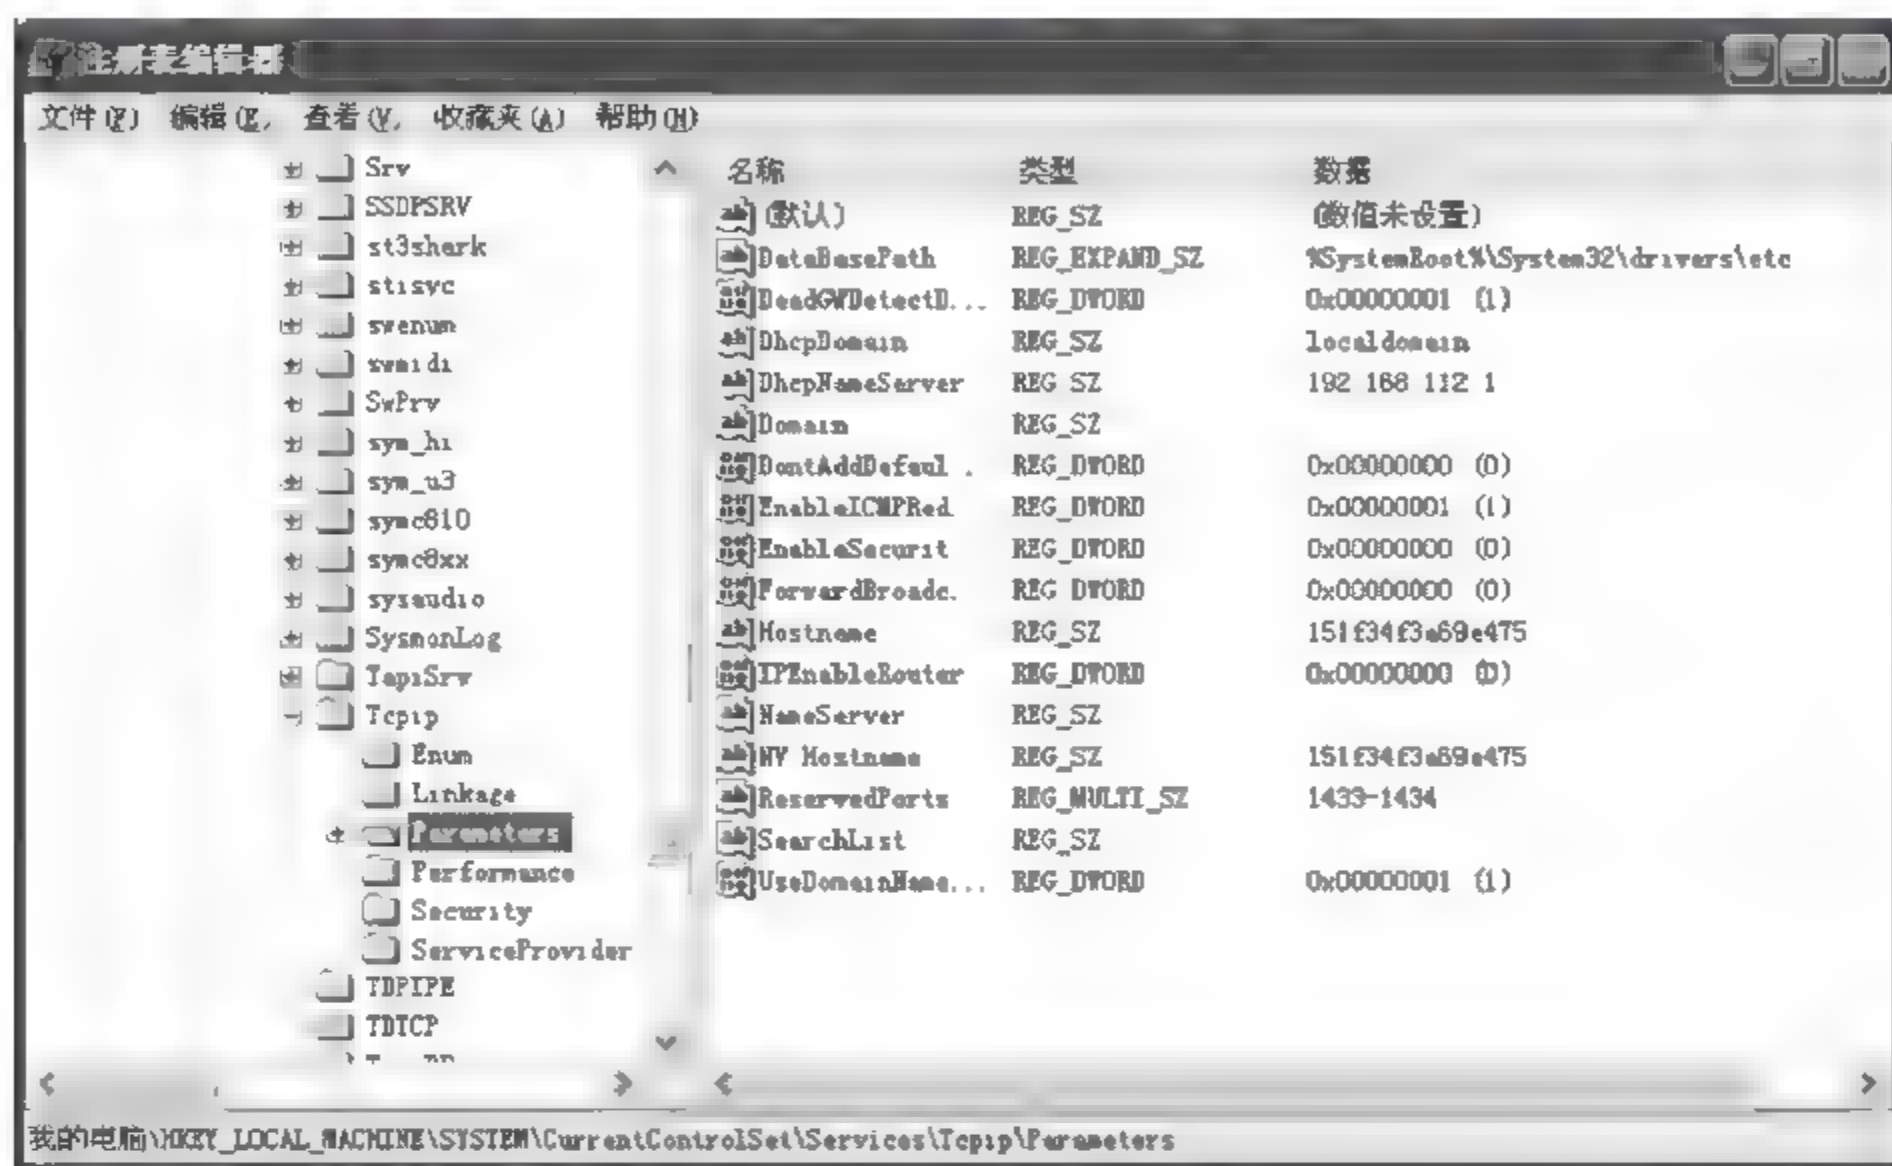 注册表编辑器
文件(F) 编辑(E) 查看(V) 收藏夹(A) 帮助(H)
Srv
SSDPSRV
st3shark
stisvc
swenum
swmidi
SwPrv
sym_hi
sym_u3
symc810
symc8xx
sysaudio
SysmonLog
TapiSrv
Tcpip
Enum
Linkage
Parameters
Performance
Security
ServiceProvider
TDPIPE
TDTCP
名称 类型 数据
(默认) REG_SZ (数值未设置)
DataBasePath REG_EXPAND_SZ %SystemRoot%\System32\drivers\etc
DeadGWDetectD... REG_DWORD 0x00000001 (1)
DhcpDomain REG_SZ localdomain
DhcpNameServer REG_SZ 192 168 112 1
Domain REG_SZ
DontAddDefaul . REG_DWORD 0x00000000 (0)
EnableICMPRed REG_DWORD 0x00000001 (1)
EnableSecurit REG_DWORD 0x00000000 (0)
ForwardBroadc. REG_DWORD 0x00000000 (0)
Hostname REG_SZ 151f34f3a69e475
IPEnableRouter REG_DWORD 0x00000000 (0)
NameServer REG_SZ
NV Hostname REG_SZ 151f34f3a69e475
ReservedPorts REG_MULTI_SZ 1433-1434
SearchList REG_SZ
UseDomainName... REG_DWORD 0x00000001 (1)
我的电脑\HKEY_LOCAL_MACHINE\SYSTEM\CurrentControlSet\Services\Tcpip\Parameters